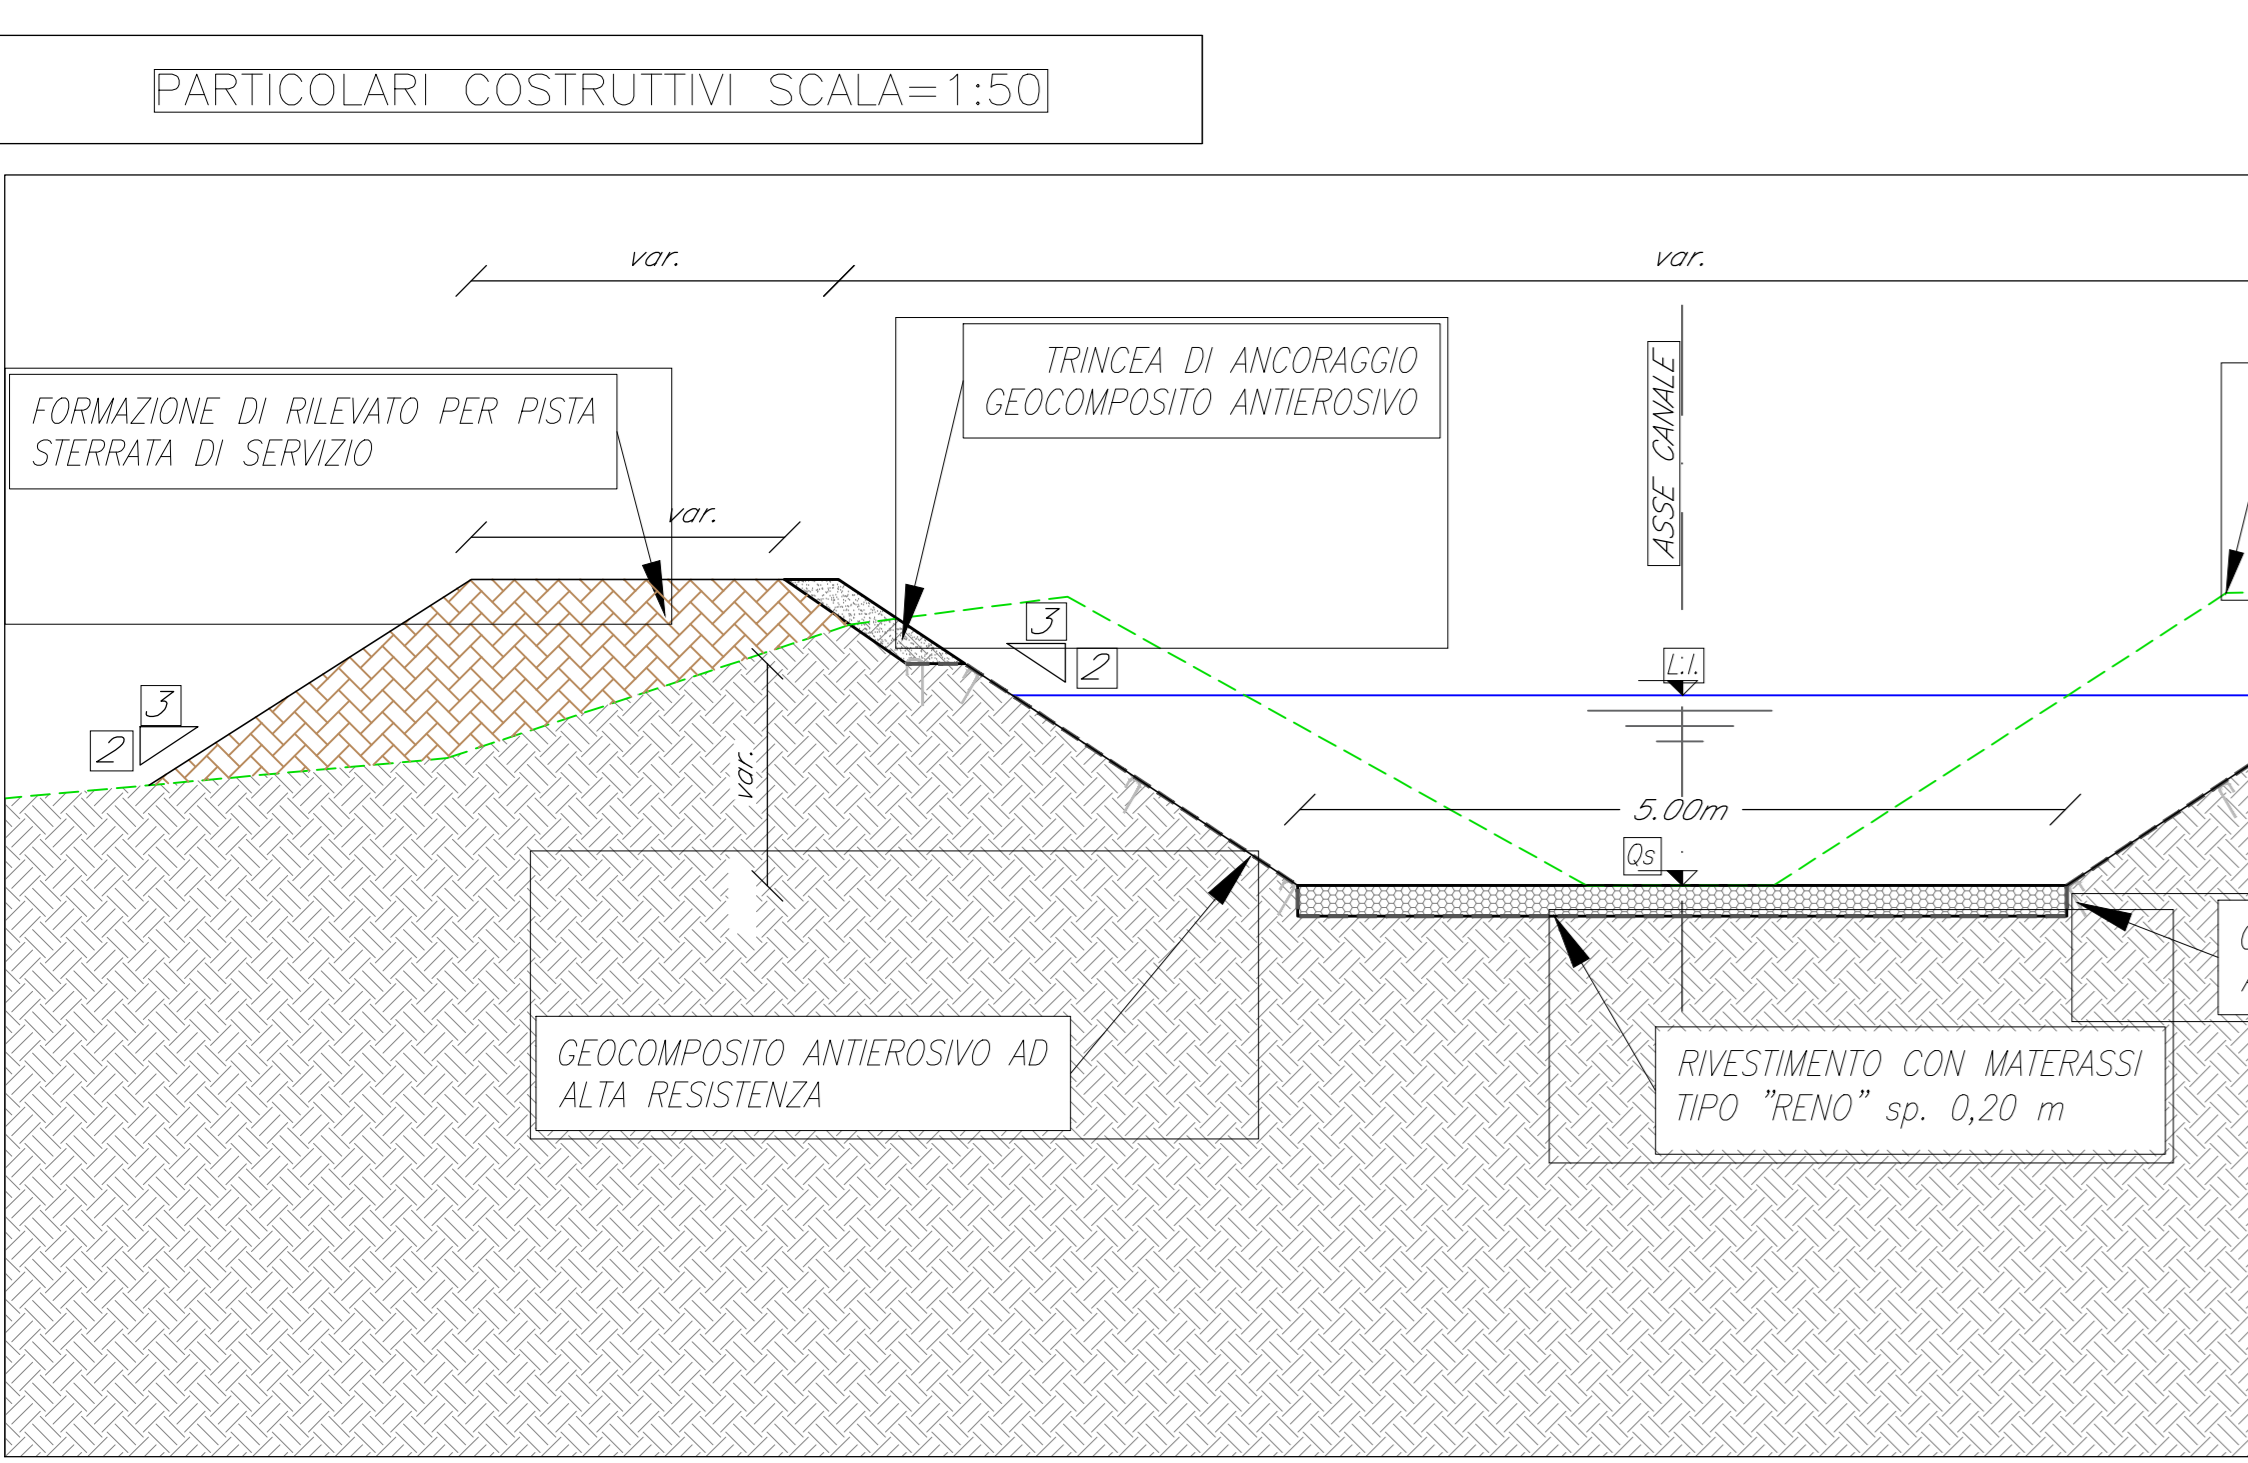 PARTICOLARI COSTRUTTIVI SCALA=1:50
var.
var.
TRINCEA DI ANCORAGGIO
GEOCOMPOSITO ANTIEROSIVO
ASSE CANALE
FORMAZIONE DI RILEVATO PER PISTA
STERRATA DI SERVIZIO
var.
3
2
L.l.
3
2
var.
5.00m
Qs
GEOCOMPOSITO ANTIEROSIVO AD
ALTA RESISTENZA
RIVESTIMENTO CON MATERASSI
TIPO "RENO" sp. 0,20 m